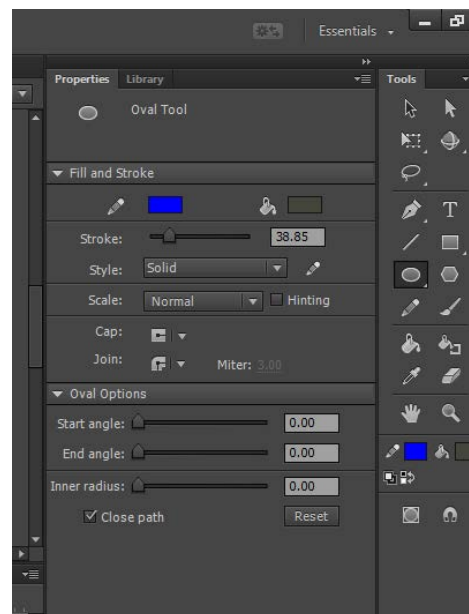 Essentials
Properties Library
Tools
Oval Tool
Fill and Stroke
Stroke: 38.85
Style: Solid
Scale: Normal Hinting
Cap:
Join: Miter: 3.00
Oval Options
Start angle: 0.00
End angle: 0.00
Inner radius: 0.00
Close path Reset